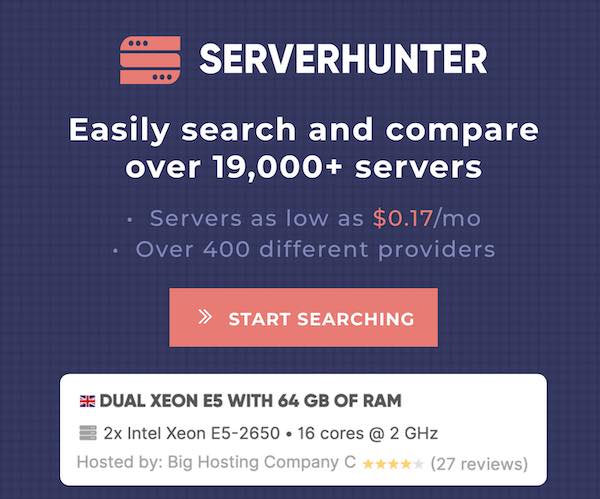 SERVERHUNTER
Easily search and compare
over 19,000+ servers
• Servers as low as $0.17/mo
• Over 400 different providers
START SEARCHING
DUAL XEON E5 WITH 64 GB OF RAM
2x Intel Xeon E5-2650 • 16 cores @ 2 GHz
Hosted by: Big Hosting Company C ★★★★★ (27 reviews)